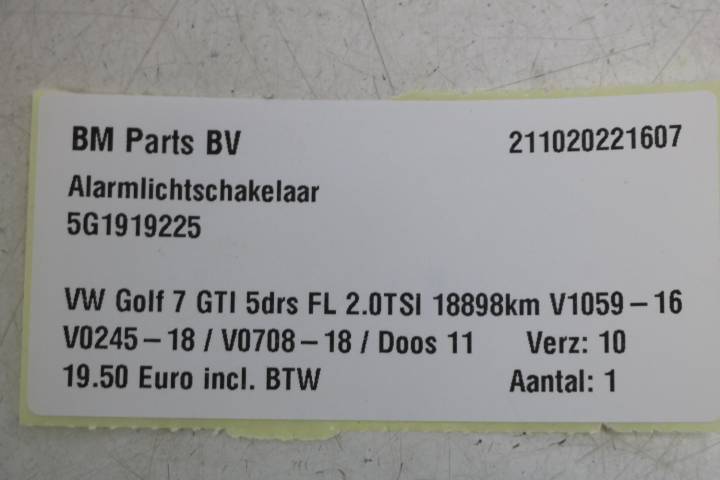 BM Parts BV 211020221607
Alarmlichtschakelaar
5G1919225
VW Golf 7 GTI 5drs FL 2.0TSI 18898km V1059-16
V0245-18 / V0708-18 / Doos 11 Verz: 10
19.50 Euro incl. BTW Aantal: 1